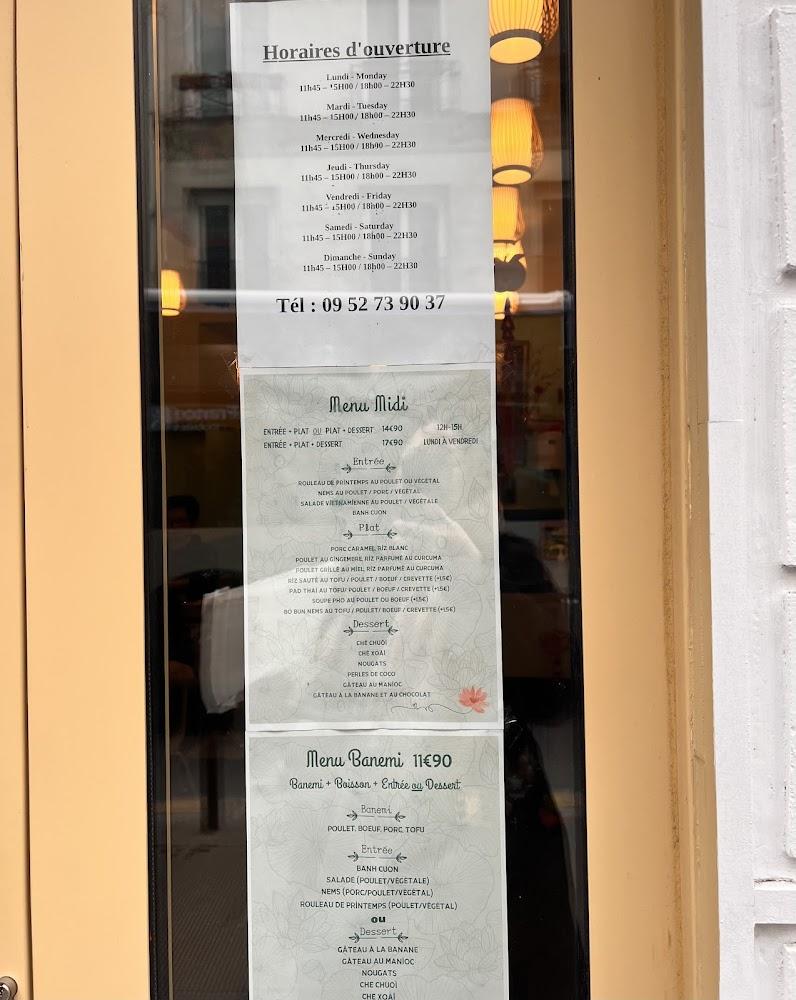 Horaires d'ouverture
Lundi - Monday
11h45 – 15H00 / 18h00 – 22H30
Mardi - Tuesday
11h45 – 15H00 / 18h00 – 22H30
Mercredi - Wednesday
11h45 – 15H00 / 18h00 – 22H30
Jeudi - Thursday
11h45 – 15H00 / 18h00 – 22H30
Vendredi - Friday
11h45 – 15H00 / 18h00 – 22H30
Samedi - Saturday
11h45 – 15H00 / 18h00 – 22H30
Dimanche - Sunday
11h45 – 15H00 / 18h00 – 22H30
Tél : 09 52 73 90 37
Menu Midi
ENTRÉE + PLAT OU PLAT + DESSERT 14€90 12H-15H
ENTRÉE + PLAT + DESSERT 17€90 LUNDI À VENDREDI
Entrée
ROULEAU DE PRINTEMPS AU POULET OU VÉGÉTAL
NEMS AU POULET / PORC / VÉGÉTAL
SALADE VIETNAMIENNE AU POULET / VÉGÉTALE
BANH CUON
Plat
PORC CARAMEL, RIZ BLANC
POULET AU GINGEMBRE, RIZ PARFUMÉ AU CURCUMA
POULET GRILLÉ AU MIEL, RIZ PARFUMÉ AU CURCUMA
RIZ SAUTÉ AU TOFU / POULET / BOEUF / CREVETTE (+1.5€)
PAD THAI AU TOFU/ POULET / BOEUF / CREVETTE (+1.5€)
SOUPE PHO AU POULET OU BOEUF (+1.5€)
BO BUN NEMS AU TOFU / POULET/ BOEUF / CREVETTE (+1.5€)
Dessert
CHÈ CHUOÏ
CHÈ XOÀÏ
NOUGATS
PERLES DE COCO
GÂTEAU AU MANIOC
GÂTEAU À LA BANANE ET AU CHOCOLAT
Menu Banemi 11€90
Banemi + Boisson + Entrée ou Dessert
Banemi
POULET, BOEUF, PORC, TOFU
Entrée
BANH CUON
SALADE (POULET/VÉGÉTALE)
NEMS (PORC/POULET/VÉGÉTAL)
ROULEAU DE PRINTEMPS (POULET/VÉGÉTAL)
ou
Dessert
GÂTEAU À LA BANANE
GÂTEAU AU MANIOC
NOUGATS
CHE CHUOÏ
CHE XOÀÏ